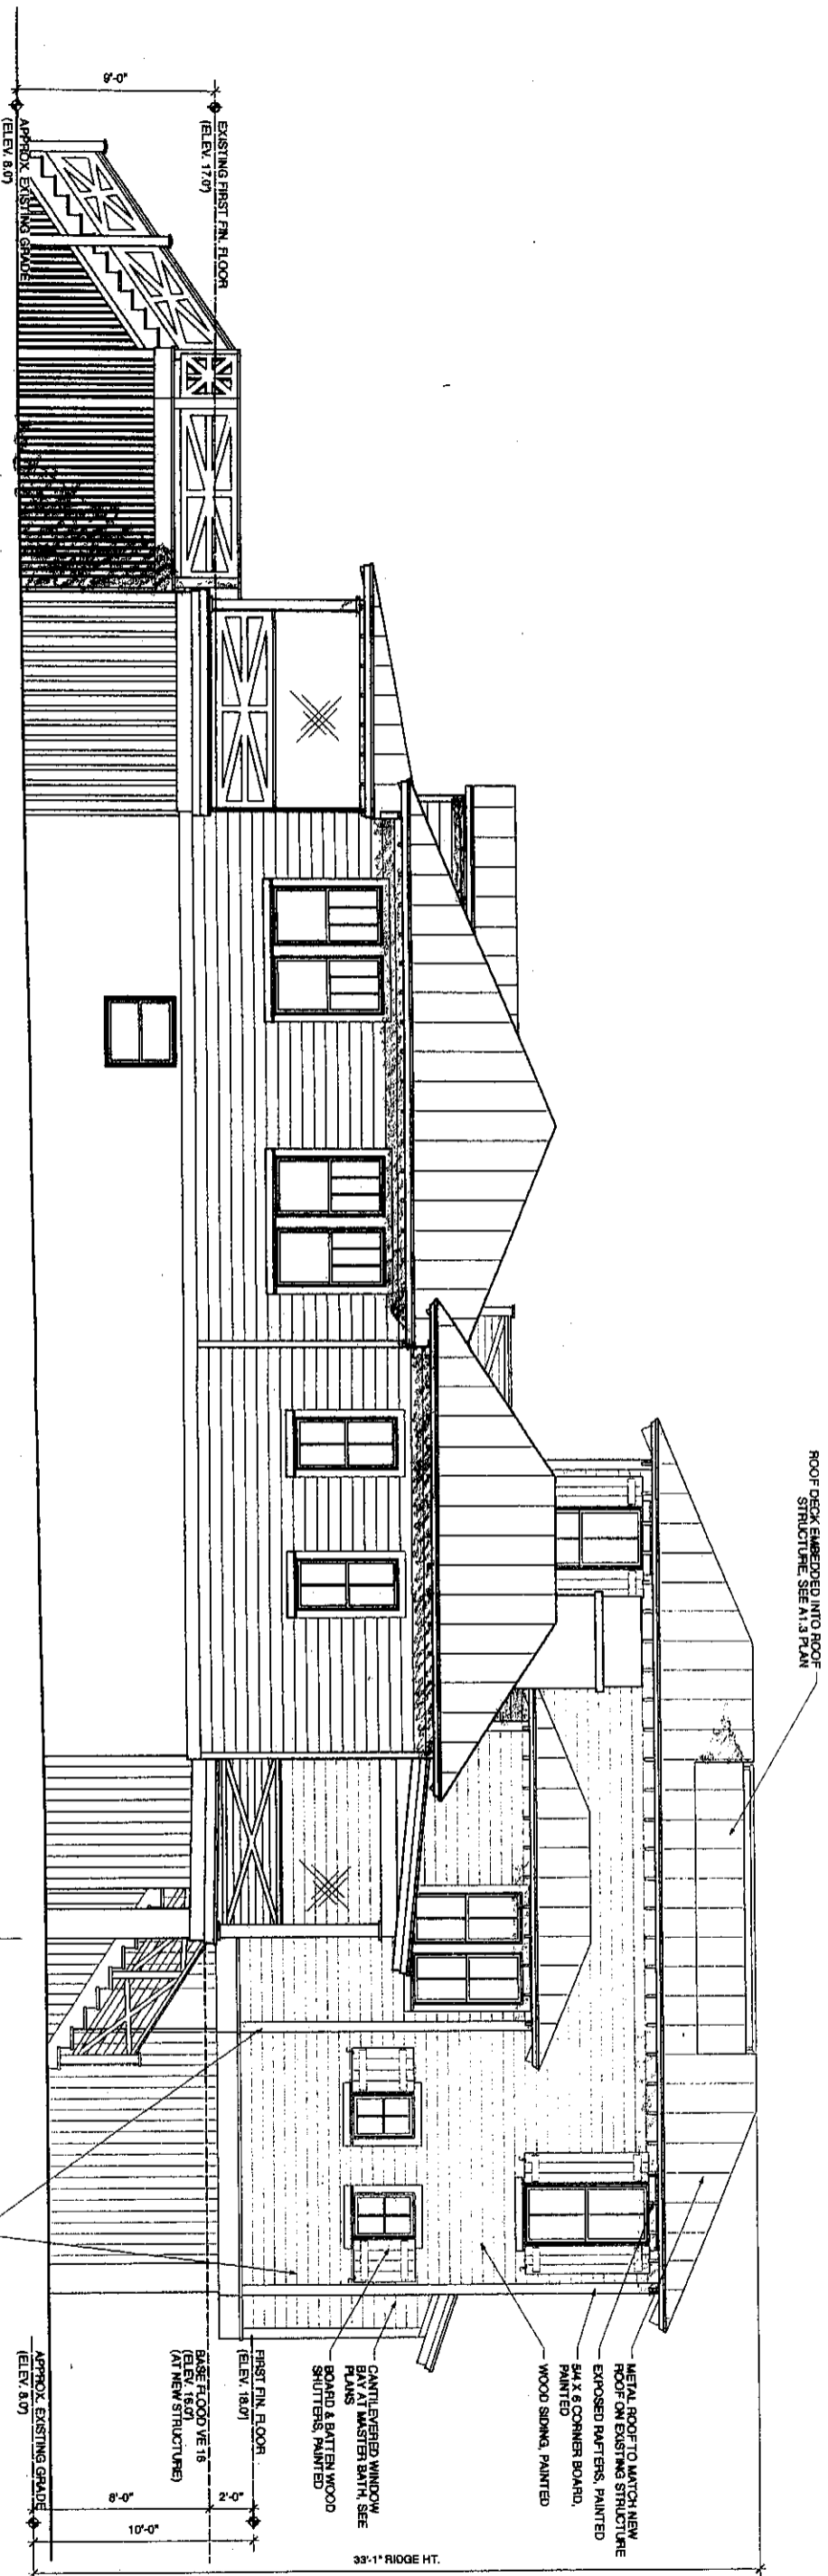 ROOF DECK EMBEDDED INTO ROOF
STRUCTURE, SEE A1.3 PLAN
9'-0"
EXISTING FIRST FIN. FLOOR
(ELEV. 17.0')
APPROX. EXISTING GRADE
(ELEV. 8.0')
METAL ROOF TO MATCH NEW
ROOF ON EXISTING STRUCTURE
EXPOSED RAFTERS, PAINTED
5/4 X 6 CORNER BOARD,
PAINTED
WOOD SIDING, PAINTED
CANTILEVERED WINDOW
BAY AT MASTER BATH, SEE
PLANS
BOARD & BATTEN WOOD
SHUTTERS, PAINTED
FIRST FIN. FLOOR
(ELEV. 18.0')
BASE FLOOD VE 16
(ELEV. 16.0')
(AT NEW STRUCTURE)
APPROX. EXISTING GRADE
(ELEV. 8.0')
2'-0"
8'-0"
10'-0"
33'-1" RIDGE HT.